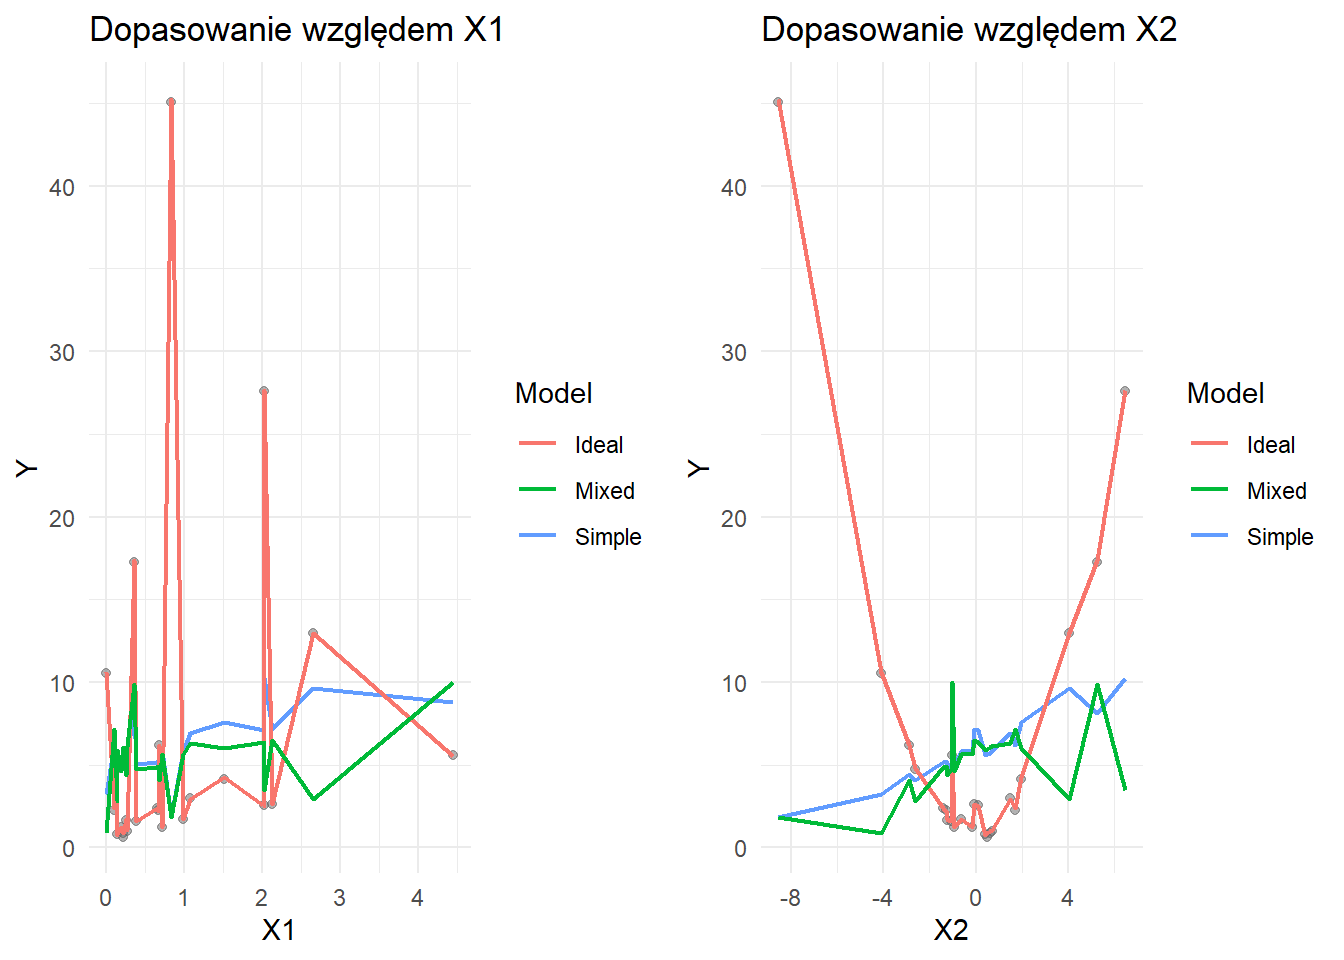 Dopasowanie względem X1
Y
40
30
20
10
0
0 1 2 3 4
X1
Model
Ideal
Mixed
Simple
Dopasowanie względem X2
Y
40
30
20
10
0
-8 -4 0 4
X2
Model
Ideal
Mixed
Simple